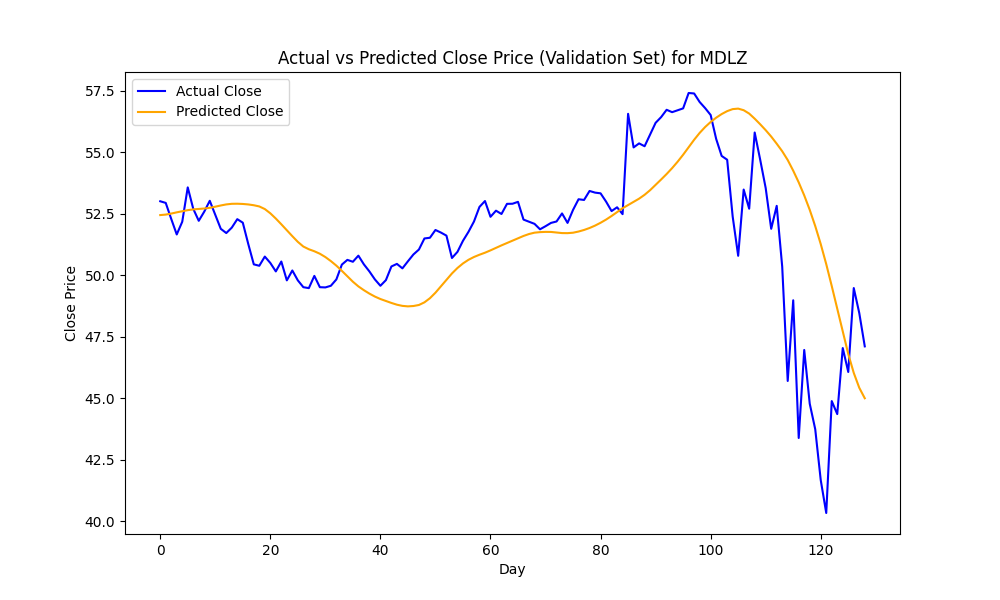 Actual vs Predicted Close Price (Validation Set) for MDLZ
Actual Close
Predicted Close
57.5
55.0
52.5
50.0
47.5
45.0
42.5
40.0
Close Price
0 20 40 60 80 100 120
Day